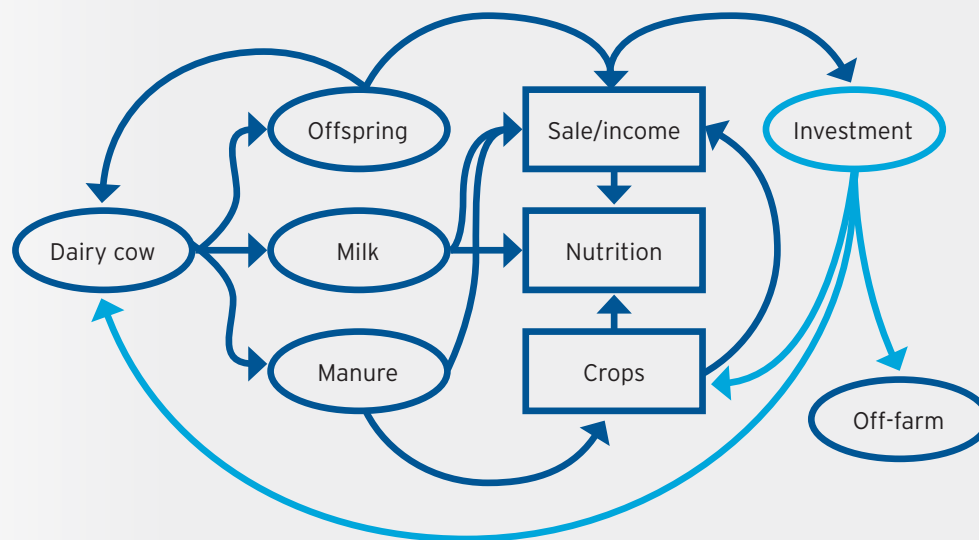 Offspring
Sale/income
Investment
Dairy cow
Milk
Nutrition
Manure
Crops
Off-farm